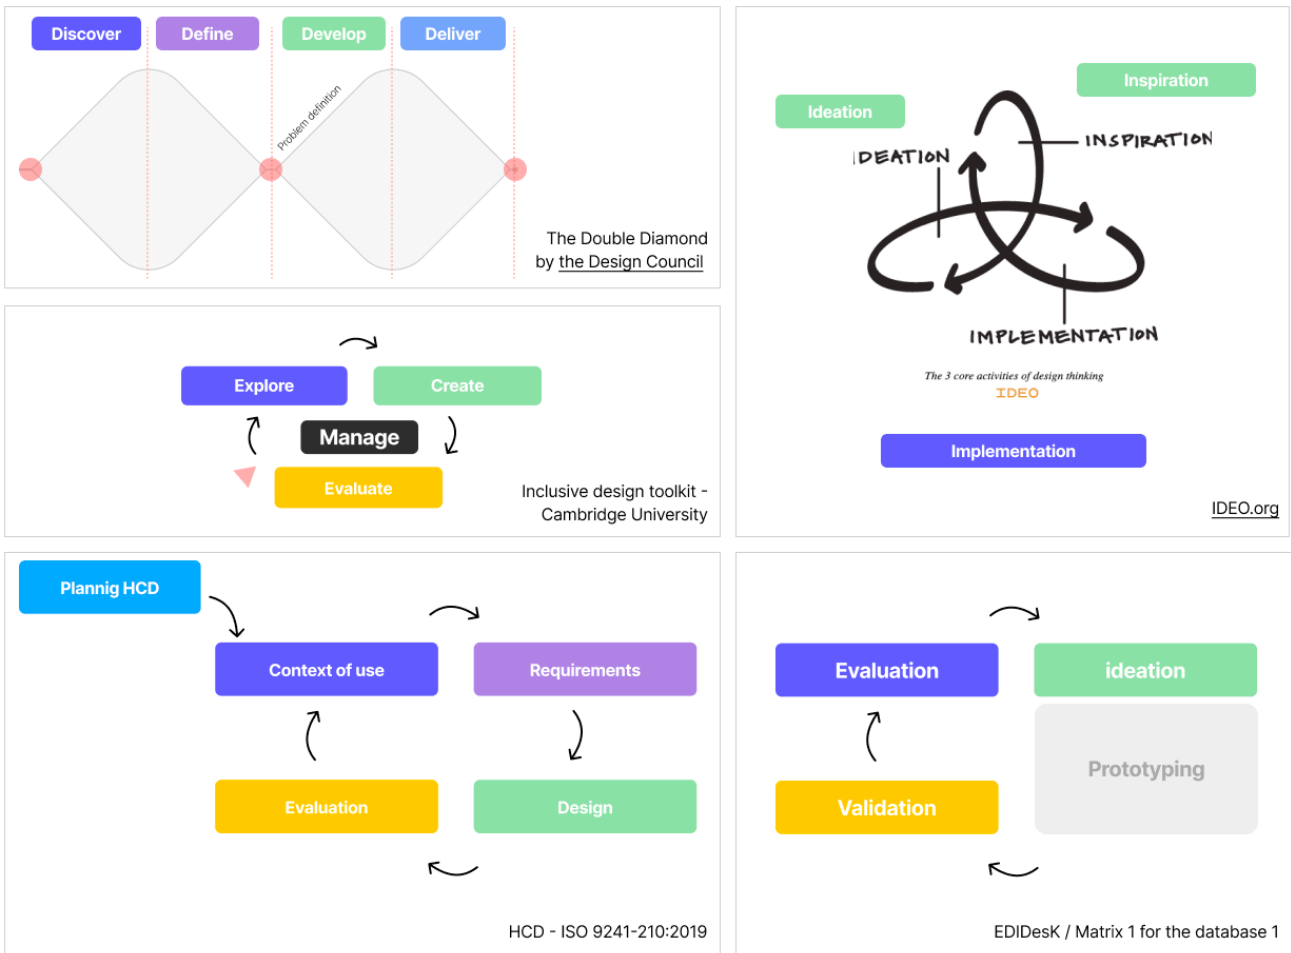 Discover
Define
Develop
Deliver
Problem definition
The Double Diamond
by the Design Council
Ideation
Inspiration
IDEATION
INSPIRATION
IMPLEMENTATION
The 3 core activities of design thinking
IDEO
Implementation
IDEO.org
Explore
Create
Manage
Evaluate
Inclusive design toolkit -
Cambridge University
Plannig HCD
Context of use
Requirements
Evaluation
Design
HCD - ISO 9241-210:2019
Evaluation
ideation
Prototyping
Validation
EDIDesK / Matrix 1 for the database 1